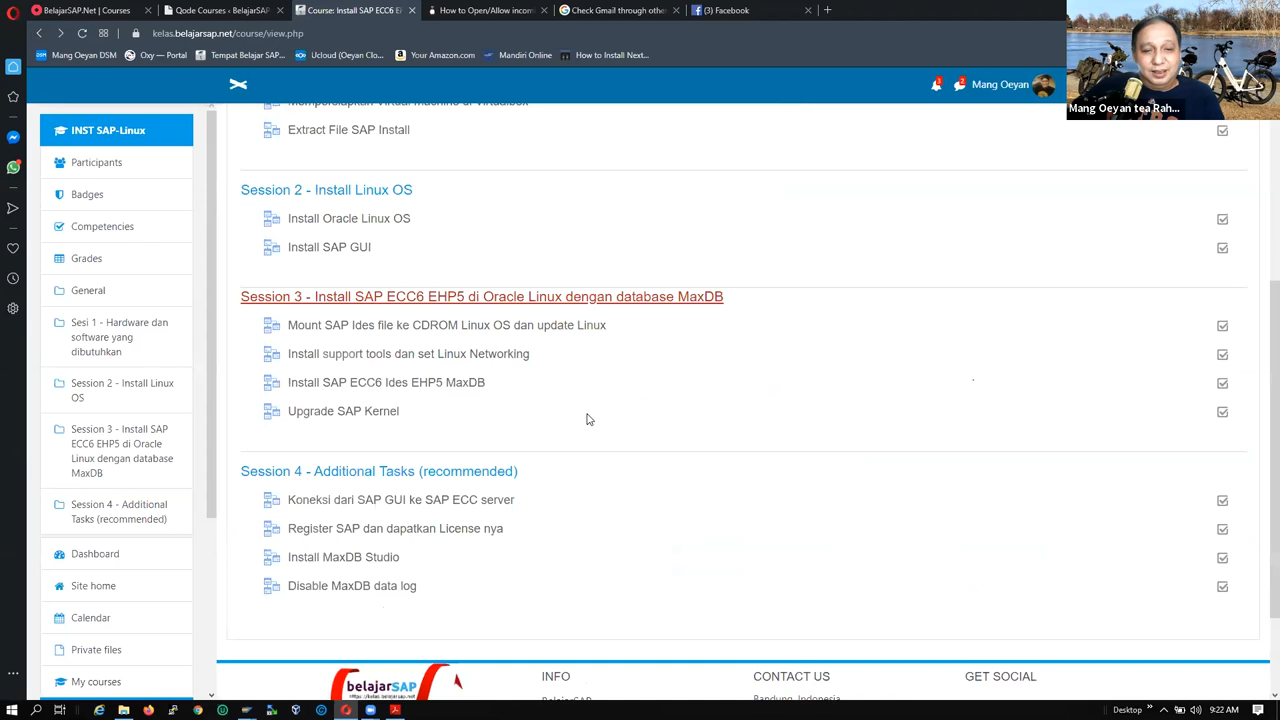 BelajarSAP.Net | Courses
Qode Courses ‹ BelajarSAP.
Course: Install SAP ECC6 E
How to Open/Allow incom
Check Gmail through othe
(3) Facebook
kelas.belajarsap.net/course/view.php
Mang Oeyan DSM
Oxy — Portal
Tempat Belajar SAP...
Ucloud (Oeyan Clo...
Your Amazon.com
Mandiri Online
How to Install Nex...
Mang Oeyan tea Rah...
Mang Oeyan
INST SAP-Linux
Participants
Badges
Competencies
Grades
General
Sesi 1 - Hardware dan
software yang
dibutuhkan
Session 2 - Install Linux
OS
Session 3 - Install SAP
ECC6 EHP5 di Oracle
Linux dengan database
MaxDB
Session 4 - Additional
Tasks (recommended)
Dashboard
Site home
Calendar
Private files
My courses
Mempersiapkan Virtual machine di Virtualbox
Extract File SAP Install
Session 2 - Install Linux OS
Install Oracle Linux OS
Install SAP GUI
Session 3 - Install SAP ECC6 EHP5 di Oracle Linux dengan database MaxDB
Mount SAP Ides file ke CDROM Linux OS dan update Linux
Install support tools dan set Linux Networking
Install SAP ECC6 Ides EHP5 MaxDB
Upgrade SAP Kernel
Session 4 - Additional Tasks (recommended)
Koneksi dari SAP GUI ke SAP ECC server
Register SAP dan dapatkan License nya
Install MaxDB Studio
Disable MaxDB data log
belajarSAP
INFO
BelajarSAP
CONTACT US
Bandung, Indonesia
GET SOCIAL
Desktop
9:22 AM